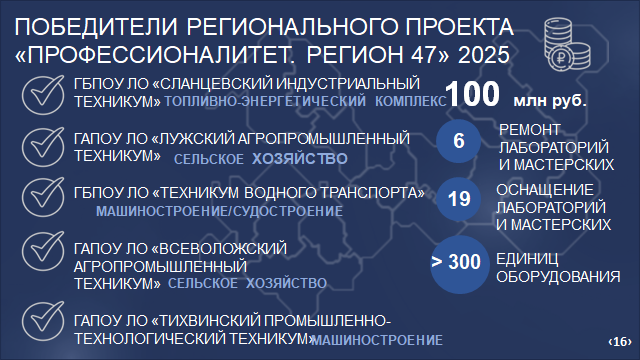 ПОБЕДИТЕЛИ РЕГИОНАЛЬНОГО ПРОЕКТА
«ПРОФЕССИОНАЛИТЕТ. РЕГИОН 47» 2025
ГБПОУ ЛО «СЛАНЦЕВСКИЙ ИНДУСТРИАЛЬНЫЙ
ТЕХНИКУМ» ТОПЛИВНО-ЭНЕРГЕТИЧЕСКИЙ КОМПЛЕКС
ГАПОУ ЛО «ЛУЖСКИЙ АГРОПРОМЫШЛЕННЫЙ
ТЕХНИКУМ» СЕЛЬСКОЕ ХОЗЯЙСТВО
ГБПОУ ЛО «ТЕХНИКУМ ВОДНОГО ТРАНСПОРТА»
МАШИНОСТРОЕНИЕ/СУДОСТРОЕНИЕ
ГАПОУ ЛО «ВСЕВОЛОЖСКИЙ
АГРОПРОМЫШЛЕННЫЙ
ТЕХНИКУМ» СЕЛЬСКОЕ ХОЗЯЙСТВО
ГАПОУ ЛО «ТИХВИНСКИЙ ПРОМЫШЛЕННО-
ТЕХНОЛОГИЧЕСКИЙ ТЕХНИКУМ» МАШИНОСТРОЕНИЕ
100 млн руб.
6
РЕМОНТ
ЛАБОРАТОРИЙ
И МАСТЕРСКИХ
19
ОСНАЩЕНИЕ
ЛАБОРАТОРИЙ
И МАСТЕРСКИХ
> 300
ЕДИНИЦ
ОБОРУДОВАНИЯ
‹16›